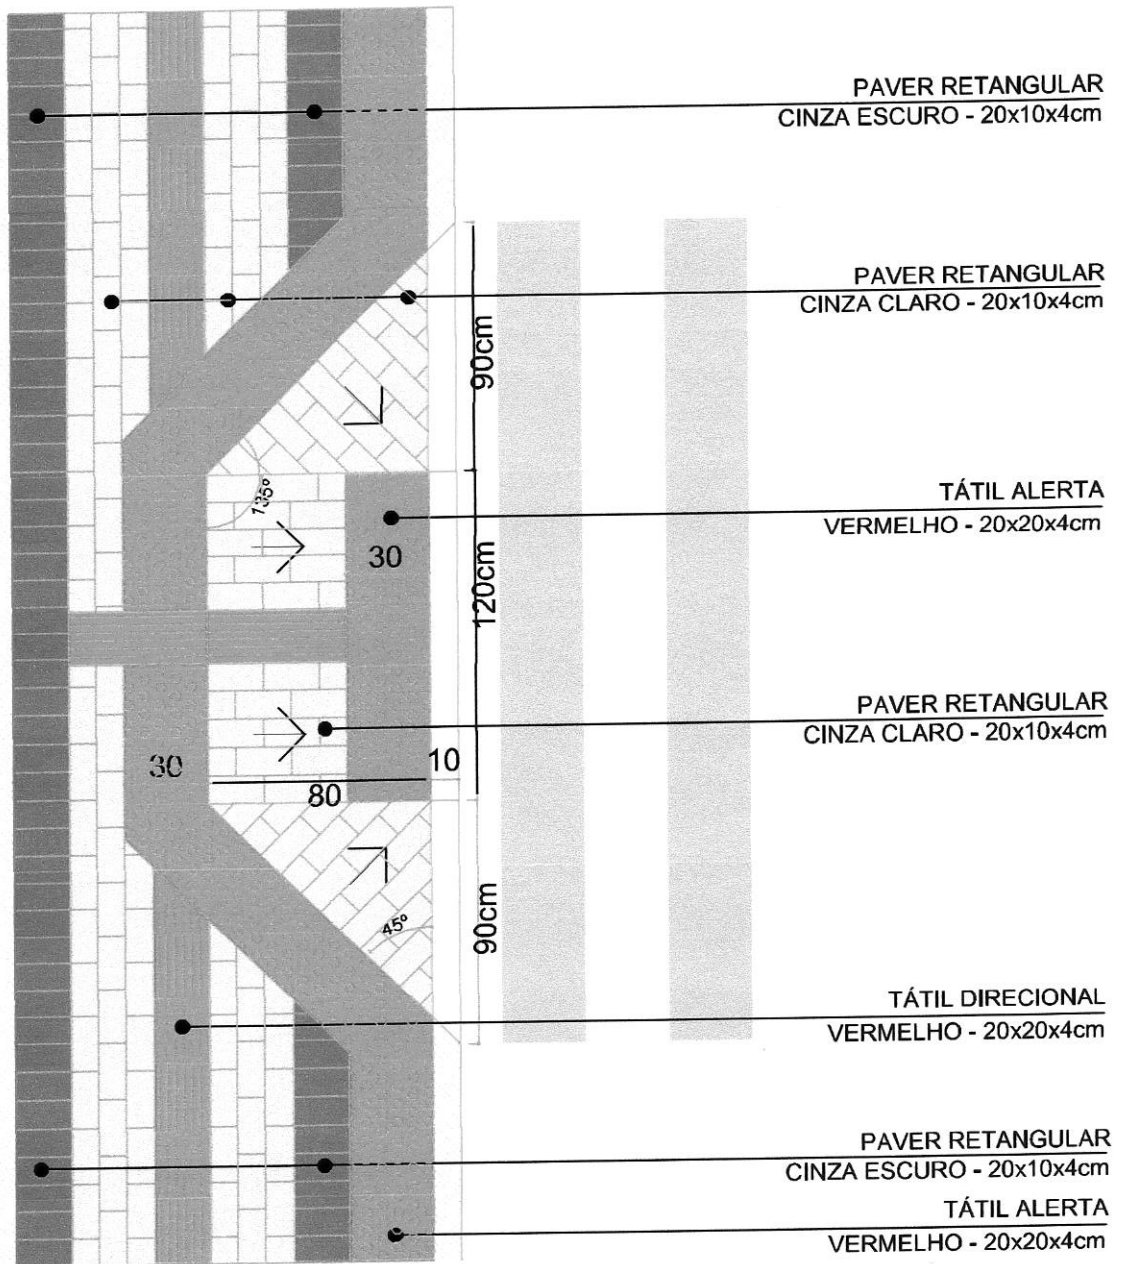 PAVER RETANGULAR
CINZA ESCURO - 20x10x4cm
PAVER RETANGULAR
CINZA CLARO - 20x10x4cm
90cm
135º
TÁTIL ALERTA
VERMELHO - 20x20x4cm
30
120cm
PAVER RETANGULAR
CINZA CLARO - 20x10x4cm
30
10
80
45º
90cm
TÁTIL DIRECIONAL
VERMELHO - 20x20x4cm
PAVER RETANGULAR
CINZA ESCURO - 20x10x4cm
TÁTIL ALERTA
VERMELHO - 20x20x4cm